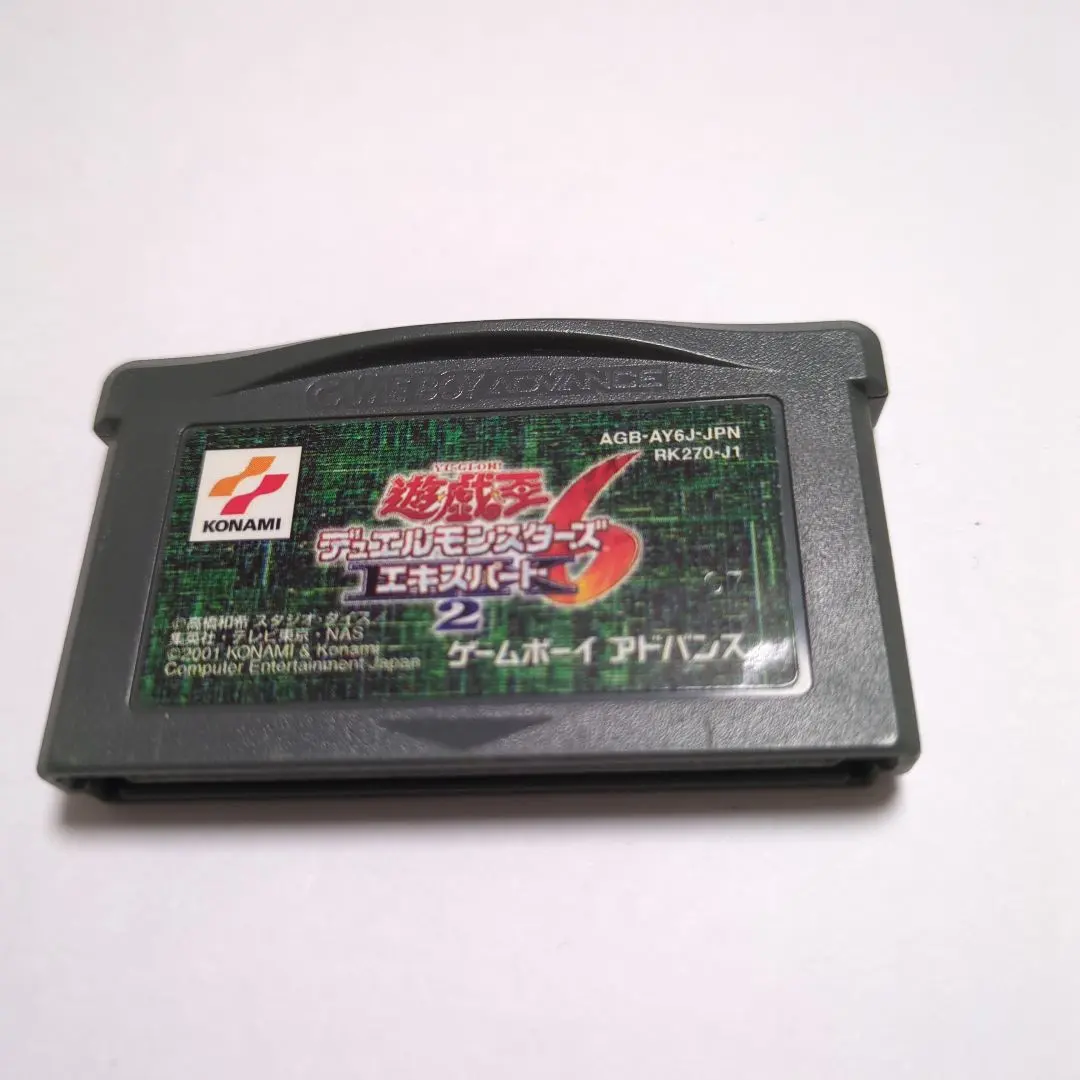 GAME BOY ADVANCE
AGB-AY6J-JPN
RK270-J1
KONAMI
YU-GI-OH!
遊戯王
デュエルモンスターズ
6
エキスパート
2
07
©高橋和希 スタジオ・ダイス
集英社・テレビ東京・NAS
©2001 KONAMI & Konami
Computer Entertainment Japan
ゲームボーイ アドバンス